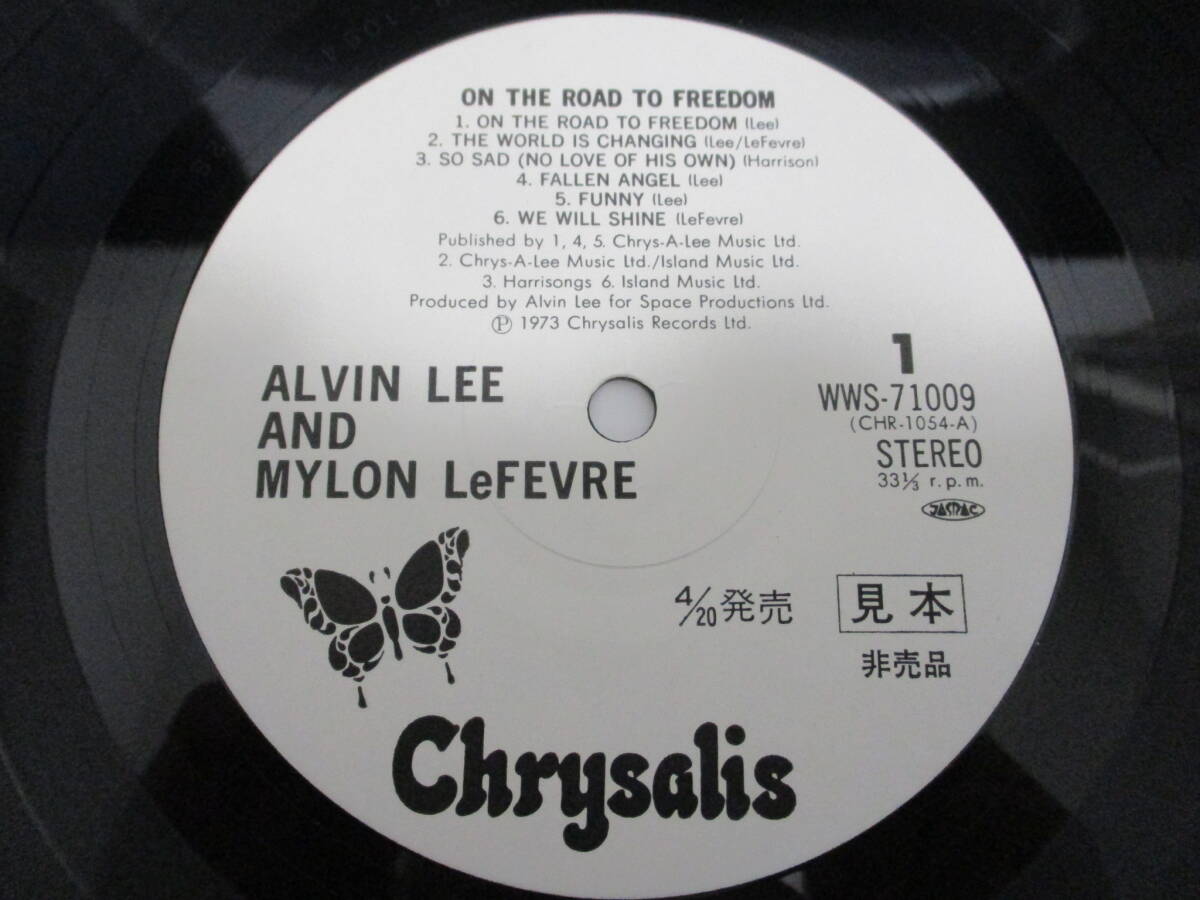 ON THE ROAD TO FREEDOM
1. ON THE ROAD TO FREEDOM (Lee)
2. THE WORLD IS CHANGING (Lee/LeFevre)
3. SO SAD (NO LOVE OF HIS OWN) (Harrison)
4. FALLEN ANGEL (Lee)
5. FUNNY (Lee)
6. WE WILL SHINE (LeFevre)
Published by 1, 4, 5. Chrys-A-Lee Music Ltd.
2. Chrys-A-Lee Music Ltd./Island Music Ltd.
3. Harrisongs 6. Island Music Ltd.
Produced by Alvin Lee for Space Productions Ltd.
Ⓟ 1973 Chrysalis Records Ltd.
ALVIN LEE
AND
MYLON LeFEVRE
1
WWS-71009
(CHR-1054-A)
STEREO
33⅓ r.p.m.
JASRAC
4/20発売
見本
非売品
Chrysalis